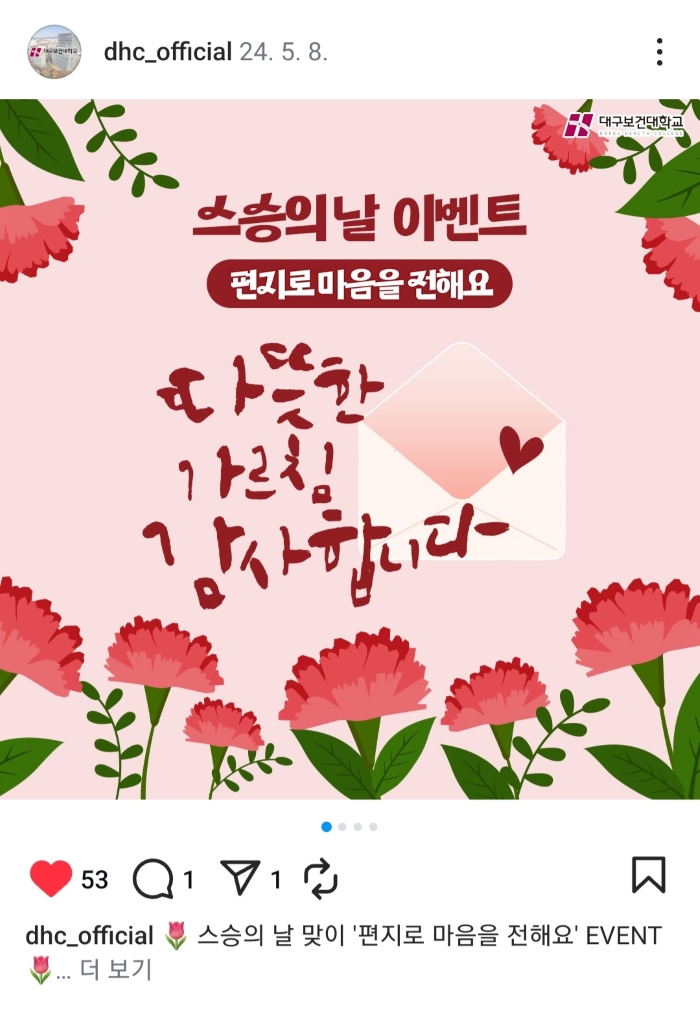 dhc_official 24. 5. 8.
대구보건대학교
스승의 날 이벤트
편지로 마음을 전해요
따뜻한
가르침
감사합니다
53 1 1
dhc_official 🌷 스승의 날 맞이 '편지로 마음을 전해요' EVENT
🌷... 더 보기